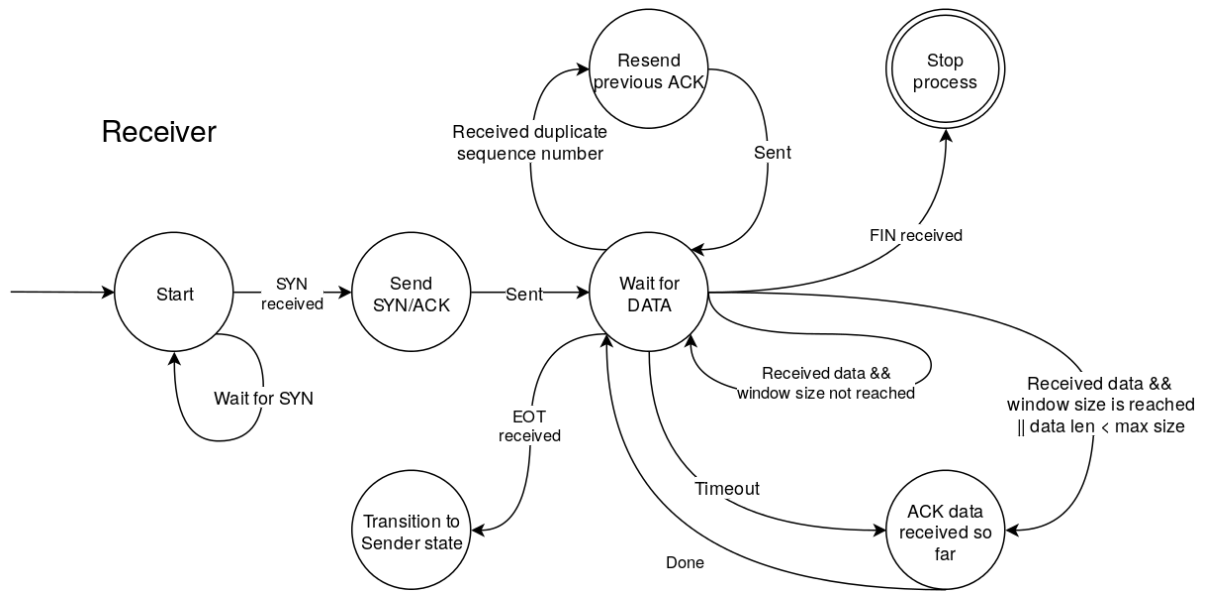 Resend
previous ACK
Stop
process
Receiver
Received duplicate
sequence number
Sent
FIN received
Start
SYN
received
Send
SYN/ACK
Sent
Wait for
DATA
Wait for SYN
Received data &&
window size not reached
Received data &&
window size is reached
|| data len < max size
EOT
received
Timeout
Transition to
Sender state
ACK data
received so
far
Done